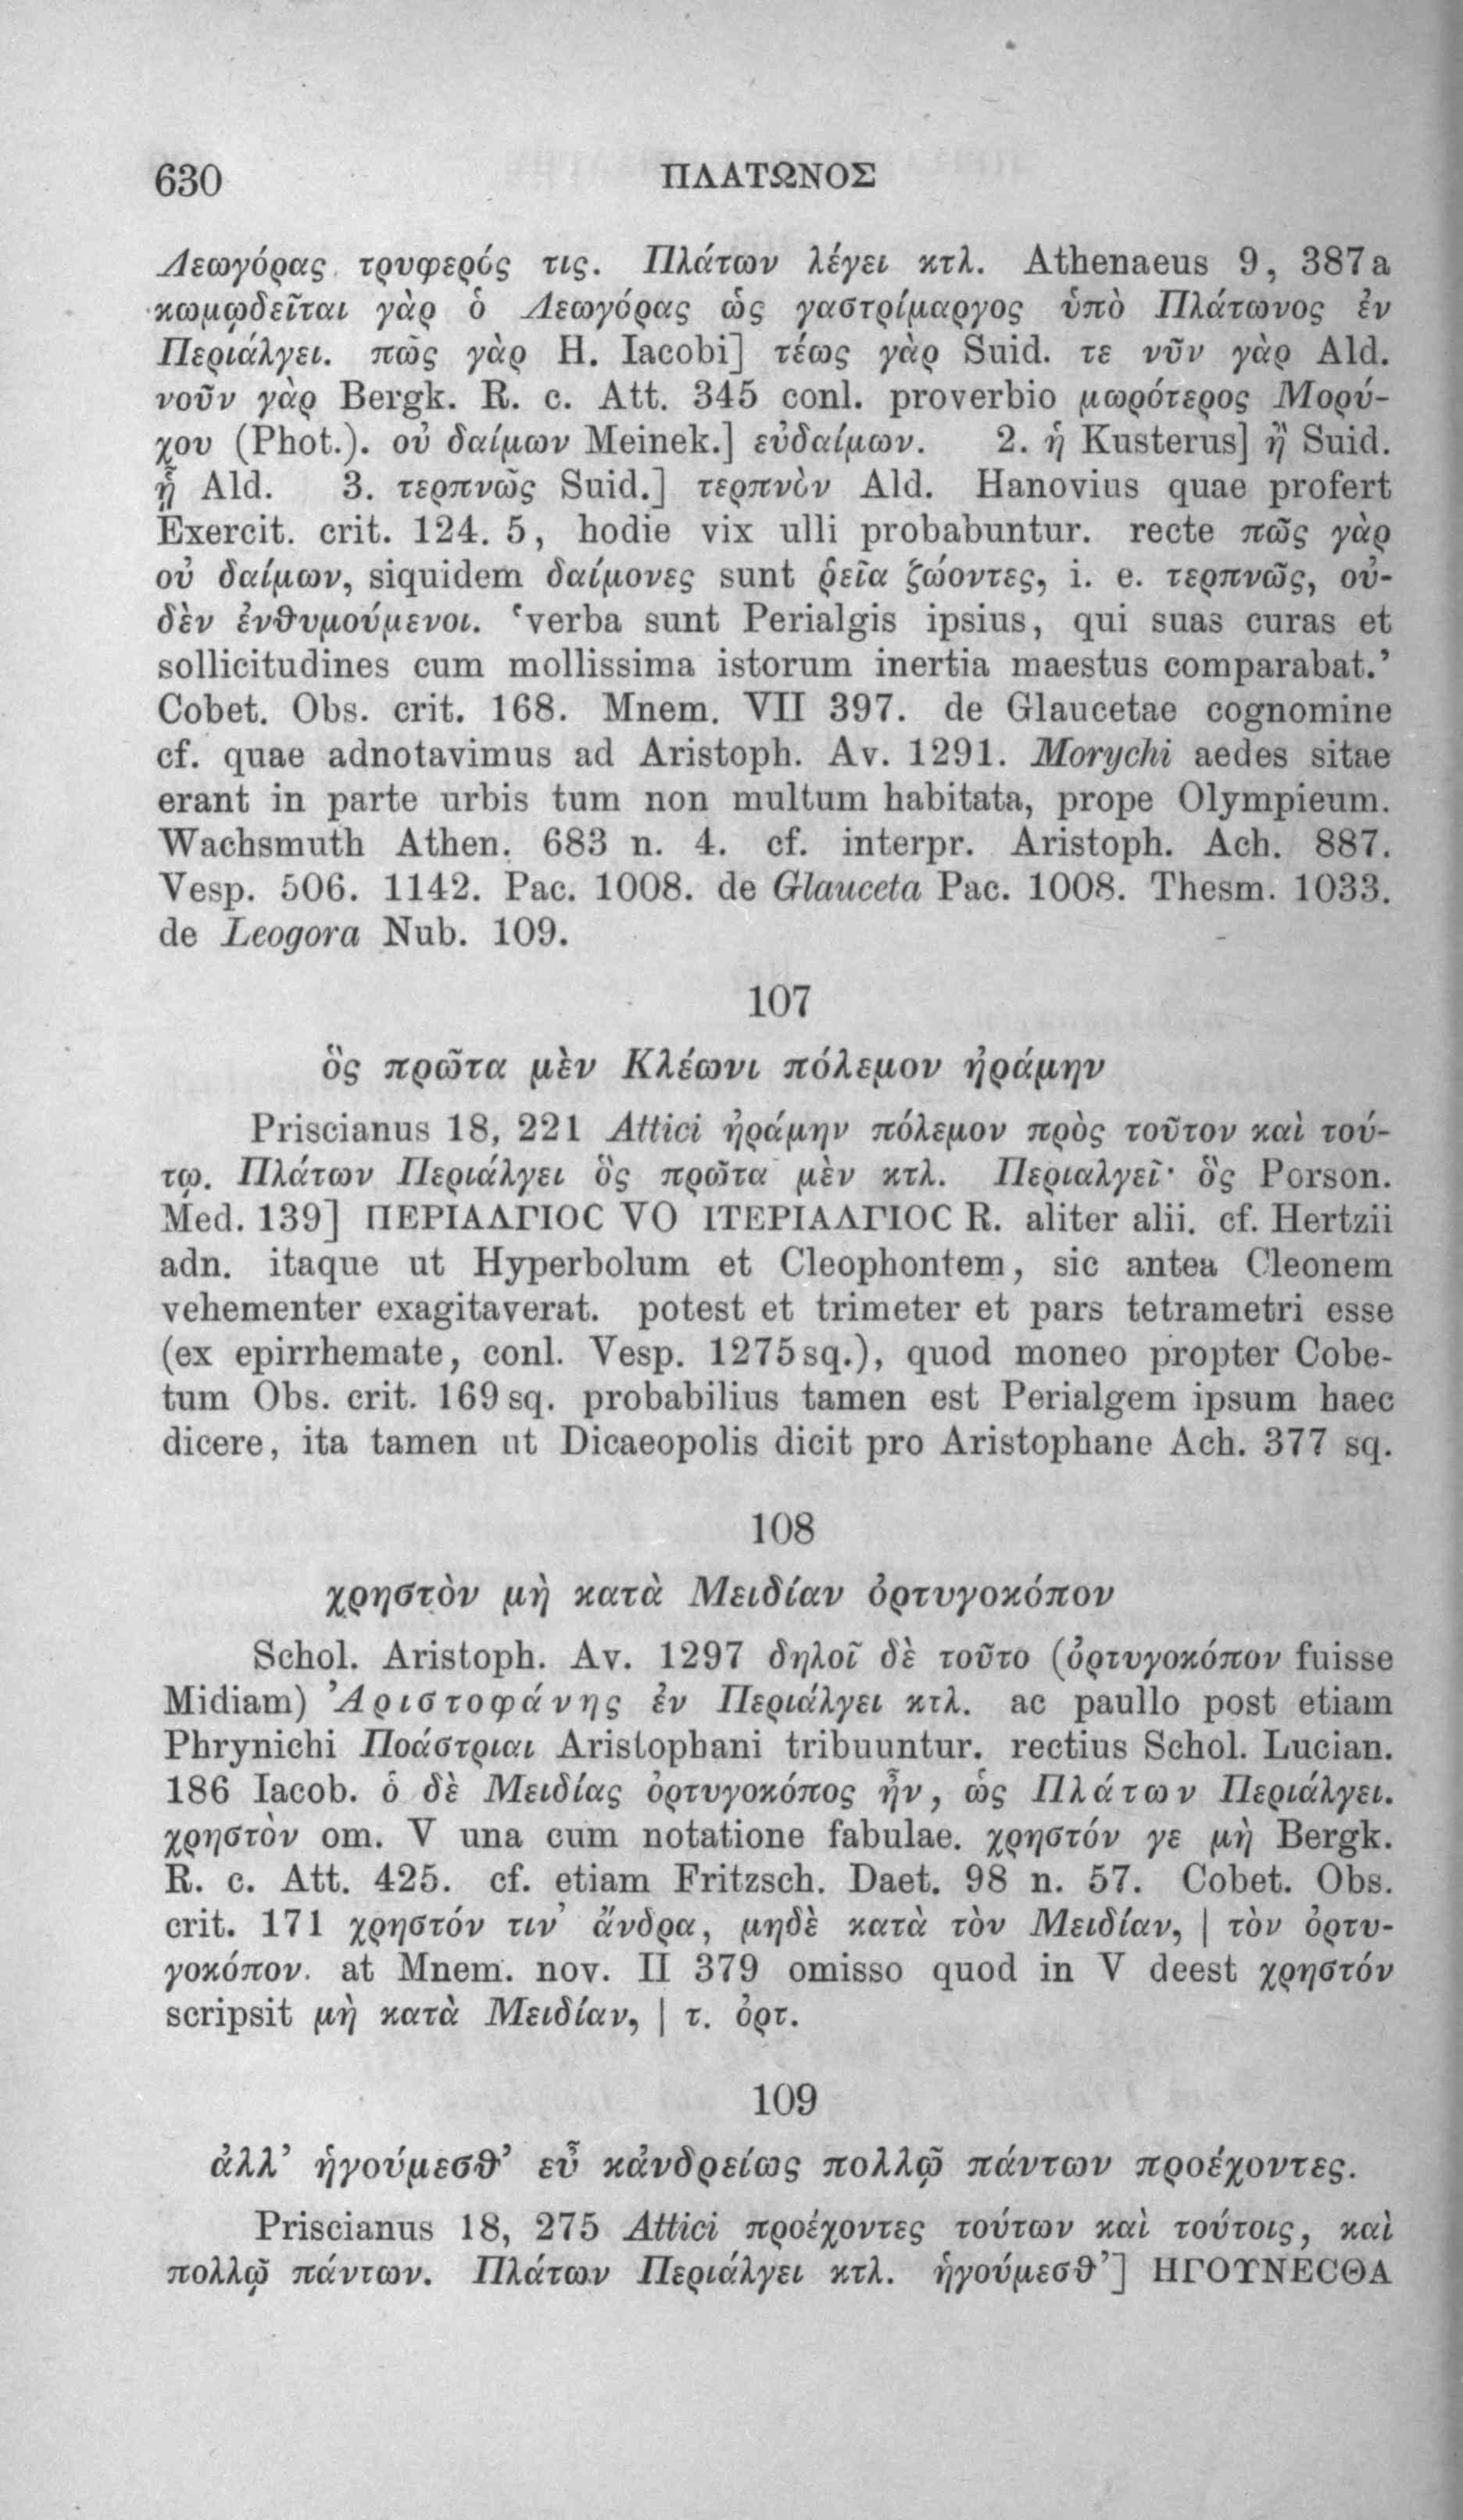 630 ΠΛΑΤΩΝΟΣ
Λεωγόρας τρυφερός τις. Πλάτων λέγει κτλ. Athenaeus 9, 387a
κωμῳδεῖται γὰρ ὁ Λεωγόρας ὡς γαστρίμαργος ὑπὸ Πλάτωνος ἐν
Περιάλγει. πῶς γὰρ H. Iacobi] τέως γὰρ Suid. τε νῦν γὰρ Ald.
νοῦν γὰρ Bergk. R. c. Att. 345 conl. proverbio μωρότερος Μορύ-
χου (Phot.). οὐ δαίμων Meinek.] εὐδαίμων. 2. ἡ Kusterus] ἢ Suid.
ᾗ Ald. 3. τερπνῶς Suid.] τερπνὸν Ald. Hanovius quae profert
Exercit. crit. 124. 5, hodie vix ulli probabuntur. recte πῶς γὰρ
οὐ δαίμων, siquidem δαίμονες sunt ῥεῖα ζώοντες, i. e. τερπνῶς, οὐ-
δὲν ἐνθυμούμενοι. ‘verba sunt Perialgis ipsius, qui suas curas et
sollicitudines cum mollissima istorum inertia maestus comparabat.’
Cobet. Obs. crit. 168. Mnem. VII 397. de Glaucetae cognomine
cf. quae adnotavimus ad Aristoph. Av. 1291. Morychi aedes sitae
erant in parte urbis tum non multum habitata, prope Olympieum.
Wachsmuth Athen. 683 n. 4. cf. interpr. Aristoph. Ach. 887.
Vesp. 506. 1142. Pac. 1008. de Glauceta Pac. 1008. Thesm. 1033.
de Leogora Nub. 109.
107
ὃς πρῶτα μὲν Κλέωνι πόλεμον ἠράμην
Priscianus 18, 221 Attici ἠράμην πόλεμον πρὸς τοῦτον καὶ τού-
τῳ. Πλάτων Περιάλγει ὃς πρῶτα μὲν κτλ. Περιαλγεῖ· ὃς Porson.
Med. 139] ΠΕΡΙΑΛΓΙΟC VO ΙΤΕΡΙΑΛΓΙΟC R. aliter alii. cf. Hertzii
adn. itaque ut Hyperbolum et Cleophontem, sic antea Cleonem
vehementer exagitaverat. potest et trimeter et pars tetrametri esse
(ex epirrhemate, conl. Vesp. 1275 sq.), quod moneo propter Cobe-
tum Obs. crit. 169 sq. probabilius tamen est Perialgem ipsum haec
dicere, ita tamen ut Dicaeopolis dicit pro Aristophane Ach. 377 sq.
108
χρηστὸν μὴ κατὰ Μειδίαν ὀρτυγοκόπον
Schol. Aristoph. Av. 1297 δηλοῖ δὲ τοῦτο (ὀρτυγοκόπον fuisse
Midiam) Ἀριστοφάνης ἐν Περιάλγει κτλ. ac paullo post etiam
Phrynichi Ποάστριαι Aristophani tribuuntur. rectius Schol. Lucian.
186 Iacob. ὁ δὲ Μειδίας ὀρτυγοκόπος ἦν, ὡς Πλάτων Περιάλγει.
χρηστὸν om. V una cum notatione fabulae. χρηστόν γε μὴ Bergk.
R. c. Att. 425. cf. etiam Fritzsch. Daet. 98 n. 57. Cobet. Obs.
crit. 171 χρηστόν τιν’ ἄνδρα, μηδὲ κατὰ τὸν Μειδίαν, | τὸν ὀρτυ-
γοκόπον. at Mnem. nov. II 379 omisso quod in V deest χρηστόν
scripsit μὴ κατὰ Μειδίαν, | τ. ὀρτ.
109
ἀλλ’ ἡγούμεσθ’ εὖ κἀνδρείως πολλῷ πάντων προέχοντες.
Priscianus 18, 275 Attici προέχοντες τούτων καὶ τούτοις, καὶ
πολλῷ πάντων. Πλάτων Περιάλγει κτλ. ἡγούμεσθ’] ΗΓΟΥΝΕCΘΑ